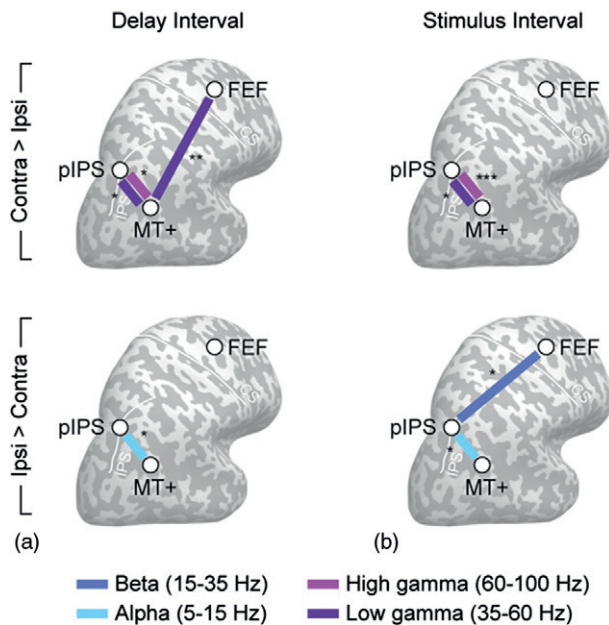 Delay Interval
Stimulus Interval
Contra > Ipsi
FEF
CS
pIPS
*
**
*
IPS
MT+
FEF
CS
pIPS
***
*
IPS
MT+
Ipsi > Contra
FEF
CS
pIPS
*
IPS
MT+
FEF
CS
*
pIPS
*
IPS
MT+
(a)
(b)
Beta (15-35 Hz)
High gamma (60-100 Hz)
Alpha (5-15 Hz)
Low gamma (35-60 Hz)